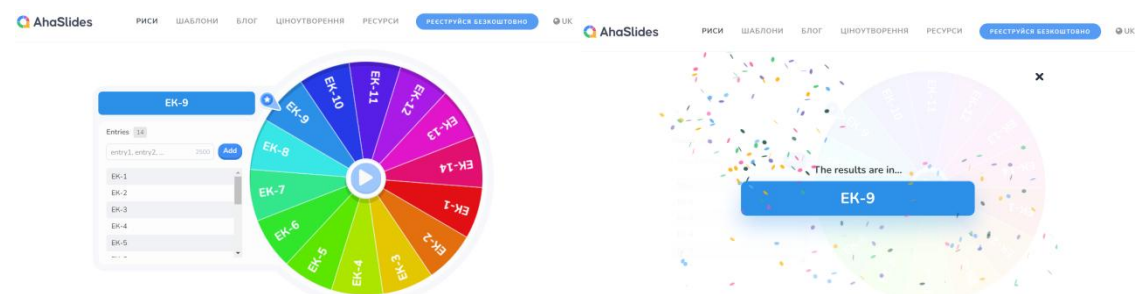 AhaSlides РИСИ ШАБЛОНИ БЛОГ ЦІНОУТВОРЕННЯ РЕСУРСИ РЕЄСТРУЙСЯ БЕЗКОШТОВНО UK
ЕК-9
Entries 14
entry1, entry2,... 2500 Add
ЕК-1
ЕК-2
ЕК-3
ЕК-4
ЕК-5
ЕК-9
ЕК-10
ЕК-11
ЕК-12
ЕК-13
ЕК-14
ЕК-1
ЕК-2
ЕК-3
ЕК-4
ЕК-5
ЕК-6
ЕК-7
ЕК-8
AhaSlides РИСИ ШАБЛОНИ БЛОГ ЦІНОУТВОРЕННЯ РЕСУРСИ РЕЄСТРУЙСЯ БЕЗКОШТОВНО UK
The results are in...
ЕК-9